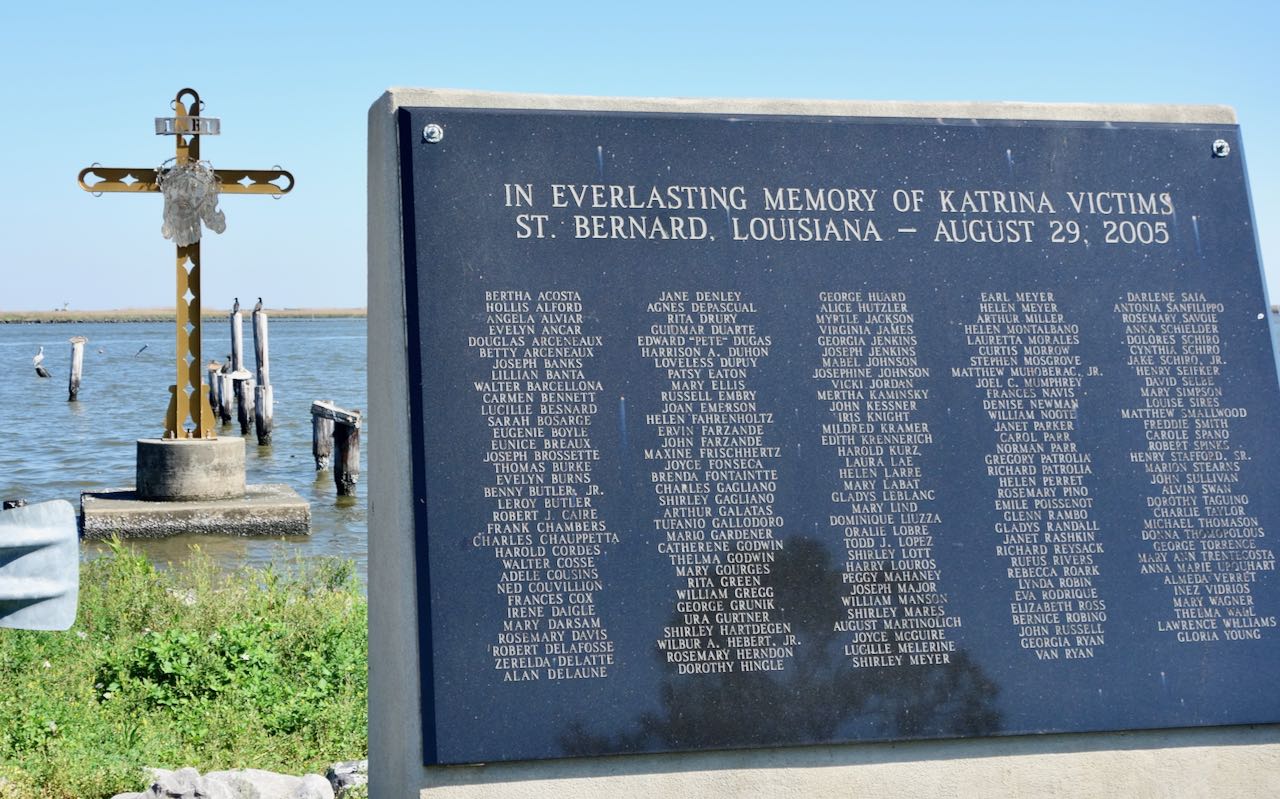 IN EVERLASTING MEMORY OF KATRINA VICTIMS
ST. BERNARD, LOUISIANA – AUGUST 29, 2005
BERTHA ACOSTA
HOLLIS ALFORD
ANGELA ALVIAR
EVELYN ANCAR
DOUGLAS ARCENEAUX
BETTY ARCENEAUX
JOSEPH BANKS
LILLIAN BANTA
WALTER BARCELLONA
CARMEN BENNETT
LUCILLE BESNARD
SARAH BOSARGE
EUGENIE BOYLE
EUNICE BREAUX
JOSEPH BROSSETTE
THOMAS BURKE
EVELYN BURNS
BENNY BUTLER, JR.
LEROY BUTLER
ROBERT J. CAIRE
FRANK CHAMBERS
CHARLES CHAUPPETTA
HAROLD CORDES
WALTER COSSE
ADELE COUSINS
NED COUVILLION
FRANCES COX
IRENE DAIGLE
MARY DARSAM
ROSEMARY DAVIS
ROBERT DELAFOSSE
ZERELDA DELATTE
ALAN DELAUNE
JANE DENLEY
AGNES DEPASCUAL
RITA DRURY
GUIDMAR DUARTE
EDWARD "PETE" DUGAS
HARRISON A. DUHON
LOVELESS DUPUY
PATSY EATON
MARY ELLIS
RUSSELL EMBRY
JOAN EMERSON
HELEN FAHRENHOLTZ
ERVIN FARZANDE
JOHN FARZANDE
MAXINE FRISCHHERTZ
JOYCE FONSECA
BRENDA FONTAINTTE
CHARLES GAGLIANO
SHIRLEY GAGLIANO
ARTHUR GALATAS
TUFANIO GALLODORO
MARIO GARDENER
CATHERENE GODWIN
THELMA GODWIN
MARY GOURGES
RITA GREEN
WILLIAM GREGG
GEORGE GRUNIK
URA GURTNER
SHIRLEY HARTDEGEN
WILBUR A. HEBERT, JR.
ROSEMARY HERNDON
DOROTHY HINGLE
GEORGE HUARD
ALICE HUTZLER
MYRTLE JACKSON
VIRGINIA JAMES
GEORGIA JENKINS
JOSEPH JENKINS
MABEL JOHNSON
JOSEPHINE JOHNSON
VICKI JORDAN
MERTHA KAMINSKY
JOHN KESSNER
IRIS KNIGHT
MILDRED KRAMER
EDITH KRENNERICH
HAROLD KURZ
LAURA LAE
HELEN LARRE
MARY LABAT
GLADYS LEBLANC
MARY LIND
DOMINIQUE LIUZZA
ORALIE LOBRE
TODD J. LOPEZ
SHIRLEY LOTT
HARRY LOUROS
PEGGY MAHANEY
JOSEPH MAJOR
WILLIAM MANSON
SHIRLEY MARES
AUGUST MARTINOLICH
JOYCE MCGUIRE
LUCILLE MELERINE
SHIRLEY MEYER
EARL MEYER
HELEN MEYER
ARTHUR MILLER
HELEN MONTALBANO
LAURETTA MORALES
CURTIS MORROW
STEPHEN MOSGROVE
MATTHEW MUHOBERAC, JR.
JOEL C. MUMPHREY
FRANCES NAVIS
DENISE NEWMAN
WILLIAM NOOTE
JANET PARKER
CAROL PARR
NORMAN PARR
GREGORY PATROLIA
RICHARD PATROLIA
HELEN PERRET
ROSEMARY PINO
EMILE POISSENOT
GLENN RAMBO
GLADYS RANDALL
JANET RASHKIN
RICHARD REYSACK
RUFUS RIVERS
REBECCA ROARK
LYNDA ROBIN
EVA RODRIQUE
ELIZABETH ROSS
BERNICE ROBINO
JOHN RUSSELL
GEORGIA RYAN
VAN RYAN
DARLENE SAIA
ANTONIA SANFILIPPO
ROSEMARY SAVOIE
ANNA SCHIELDER
DOLORES SCHIRO
CYNTHIA SCHIRO
JAKE SCHIRO, JR.
HENRY SEIFKER
DAVID SELBE
MARY SIMPSON
LOUISE SIRES
MATTHEW SMALLWOOD
FREDDIE SMITH
CAROLE SPANO
ROBERT SPINKS
HENRY STAFFORD, SR.
MARION STEARNS
JOHN SULLIVAN
ALVIN SWAN
DOROTHY TAGUINO
CHARLIE TAYLOR
MICHAEL THOMASON
DONNA THOMOPOLOUS
GEORGE TORRENCE
MARY ANN TRENTECOSTA
ANNA MARIE URQUHART
ALMEDA VERRET
INEZ VIDRIOS
MARY WAGNER
THELMA WAHL
LAWRENCE WILLIAMS
GLORIA YOUNG